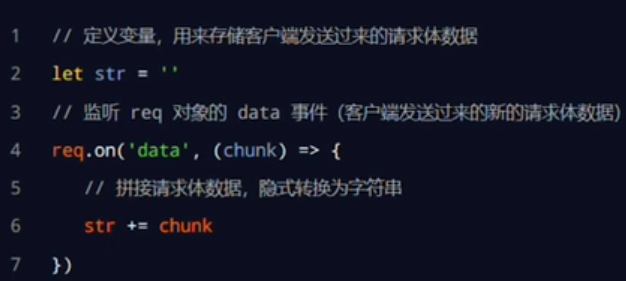 1 // 定义变量，用来存储客户端发送过来的请求体数据
2 let str = ''
3 // 监听 req 对象的 data 事件（客户端发送过来的新的请求体数据）
4 req.on('data', (chunk) => {
5 // 拼接请求体数据，隐式转换为字符串
6 str += chunk
7 })